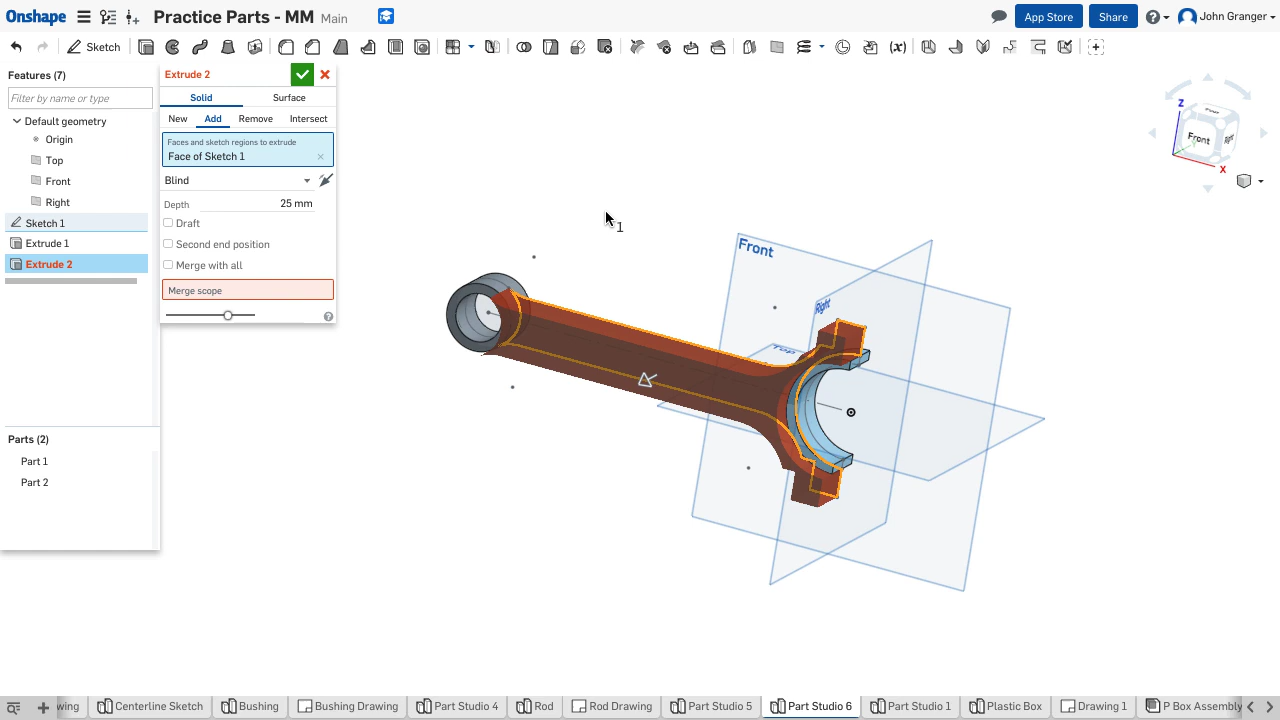 Onshape
Practice Parts - MM Main
App Store
Share
John Granger
Sketch
(x)
Features (7)
Filter by name or type
Default geometry
Origin
Top
Front
Right
Sketch 1
Extrude 1
Extrude 2
Parts (2)
Part 1
Part 2
Extrude 2
Solid
Surface
New
Add
Remove
Intersect
Faces and sketch regions to extrude
Face of Sketch 1
Blind
Depth
25 mm
Draft
Second end position
Merge with all
Merge scope
1
Front
Right
Top
Z
Front
Right
X
wing
Centerline Sketch
Bushing
Bushing Drawing
Part Studio 4
Rod
Rod Drawing
Part Studio 5
Part Studio 6
Part Studio 1
Plastic Box
Drawing 1
P Box Assembly